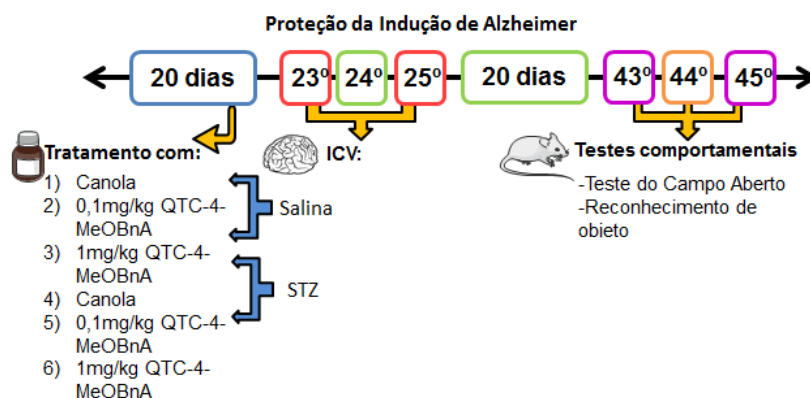 Proteção da Indução de Alzheimer
20 dias
23º
24º
25º
20 dias
43º
44º
45º
Tratamento com:
1) Canola
2) 0,1mg/kg QTC-4-
MeOBnA
3) 1mg/kg QTC-4-
MeOBnA
4) Canola
5) 0,1mg/kg QTC-4-
MeOBnA
6) 1mg/kg QTC-4-
MeOBnA
Salina
STZ
ICV:
Testes comportamentais
-Teste do Campo Aberto
-Reconhecimento de
obieto